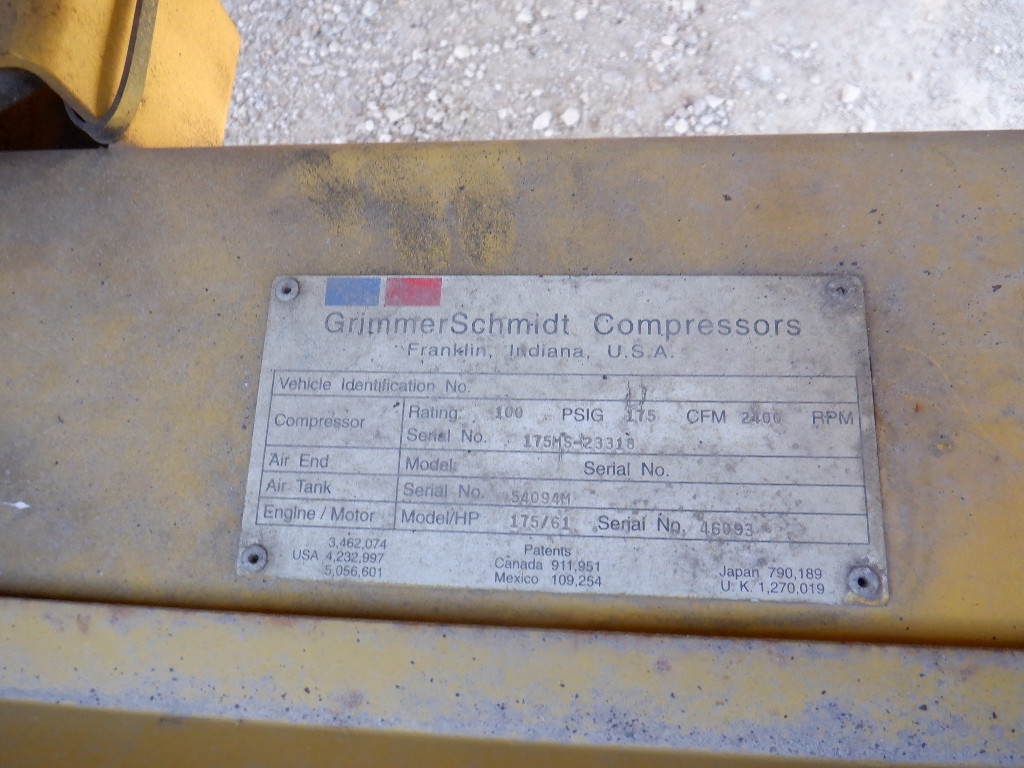 GrimmerSchmidt Compressors
Franklin, Indiana, U.S.A.
Vehicle Identification No.
Compressor Rating: 100 PSIG 175 CFM 2400 RPM
Serial No. 175HS-23318
Air End Model: Serial No.
Air Tank Serial No. 54094M
Engine / Motor Model/HP 175/61 Serial No. 46093
3,462,074
USA 4,232,997
5,056,601
Patents
Canada 911,951
Mexico 109,254
Japan 790,189
U. K. 1,270,019